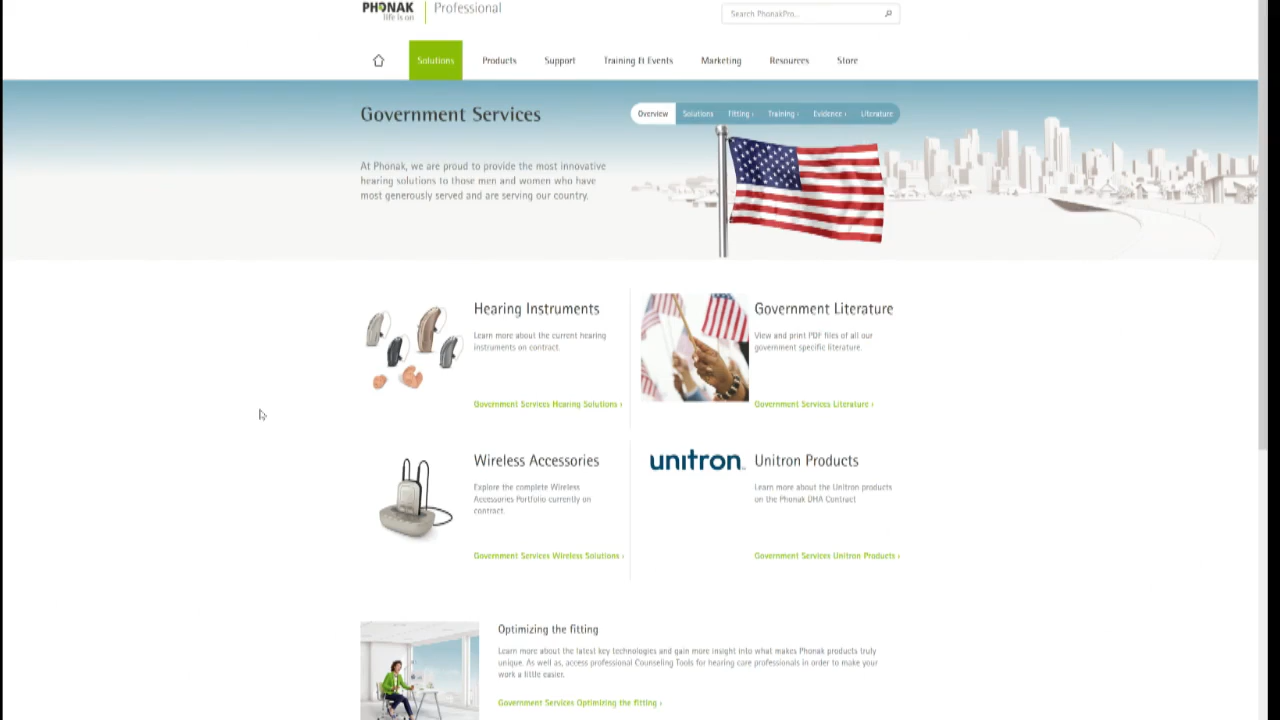 PHONAK
life is on
Professional
Search PhonakPro...
Solutions
Products
Support
Training & Events
Marketing
Resources
Store
Government Services
Overview
Solutions
Fitting ›
Training ›
Evidence ›
Literature
At Phonak, we are proud to provide the most innovative
hearing solutions to those men and women who have
most generously served and are serving our country.
Hearing Instruments
Learn more about the current hearing
instruments on contract.
Government Services Hearing Solutions ›
Government Literature
View and print PDF files of all our
government specific literature.
Government Services Literature ›
Wireless Accessories
Explore the complete Wireless
Accessories Portfolio currently on
contract.
Government Services Wireless Solutions ›
unitron™
Unitron Products
Learn more about the Unitron products
on the Phonak DHA Contract
Government Services Unitron Products ›
Optimizing the fitting
Learn more about the latest key technologies and gain more insight into what makes Phonak products truly
unique. As well as, access professional Counseling Tools for hearing care professionals in order to make your
work a little easier.
Government Services Optimizing the fitting ›